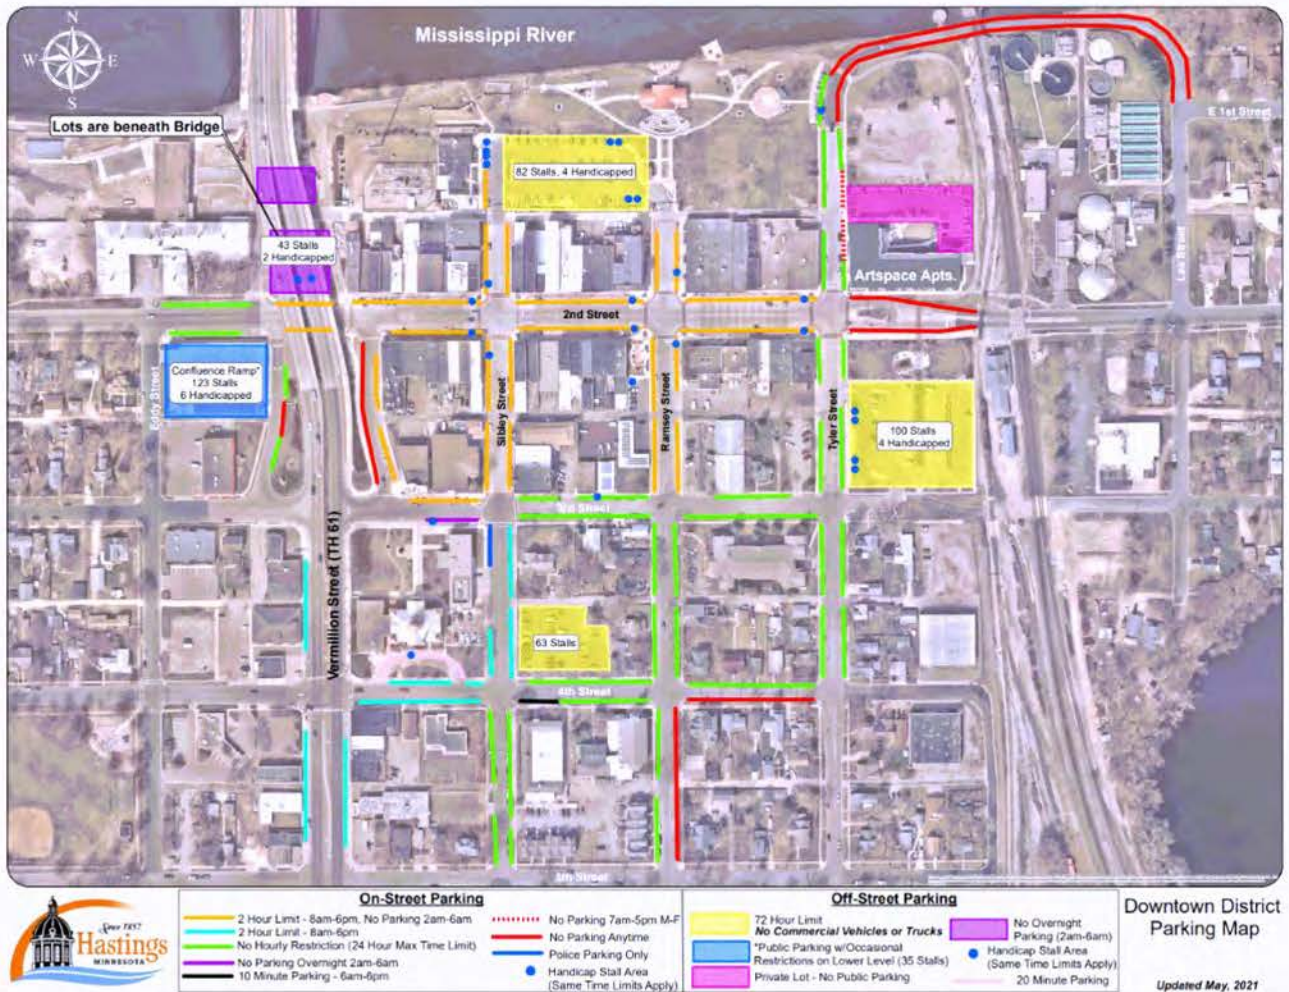 N
W E
S
Mississippi River
E 1st Street
Lots are beneath Bridge
82 Stalls, 4 Handicapped
43 Stalls
2 Handicapped
Artspace Apts.
Lea Street
2nd Street
Confluence Ramp*
123 Stalls
6 Handicapped
Eddy Street
Sibley Street
Ramsey Street
Tyler Street
100 Stalls
4 Handicapped
3rd Street
Vermillion Street (TH 61)
63 Stalls
4th Street
5th Street
Since 1857
Hastings
MINNESOTA
On-Street Parking
2 Hour Limit - 8am-6pm, No Parking 2am-6am
2 Hour Limit - 8am-6pm
No Hourly Restriction (24 Hour Max Time Limit)
No Parking Overnight 2am-6am
10 Minute Parking - 6am-6pm
No Parking 7am-5pm M-F
No Parking Anytime
Police Parking Only
Handicap Stall Area
(Same Time Limits Apply)
Off-Street Parking
72 Hour Limit
No Commercial Vehicles or Trucks
*Public Parking w/Occasional
Restrictions on Lower Level (35 Stalls)
Private Lot - No Public Parking
No Overnight
Parking (2am-6am)
Handicap Stall Area
(Same Time Limits Apply)
20 Minute Parking
Downtown District
Parking Map
Updated May, 2021